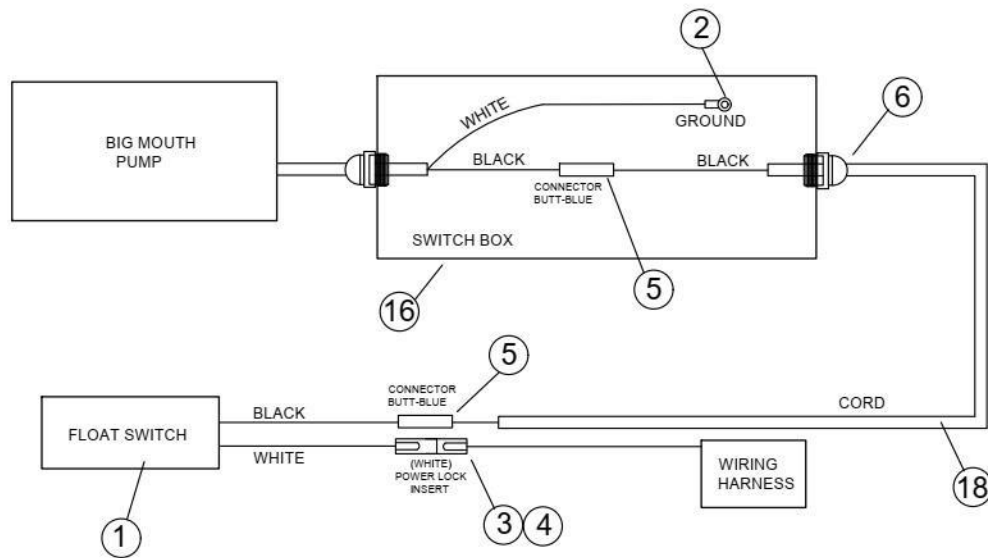 2
6
WHITE
GROUND
BIG MOUTH
PUMP
BLACK
BLACK
CONNECTOR
BUTT-BLUE
SWITCH BOX
5
16
5
CONNECTOR
BUTT-BLUE
BLACK
CORD
FLOAT SWITCH
WHITE
(WHITE)
POWER LOCK
INSERT
WIRING
HARNESS
18
3
4
1